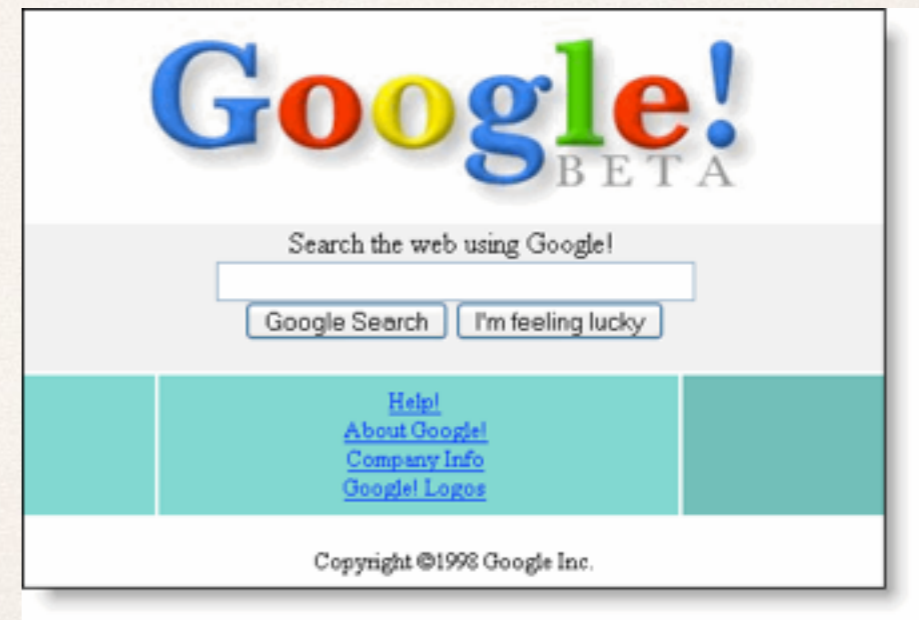 Google!
BETA
Search the web using Google!
Google Search I'm feeling lucky
Help!
About Google!
Company Info
Google! Logos
Copyright ©1998 Google Inc.